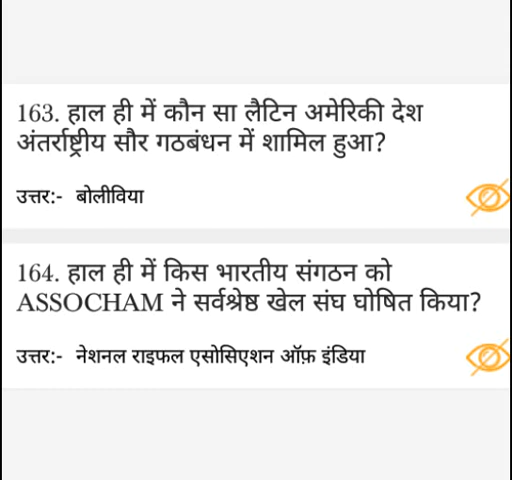 163. हाल ही में कौन सा लैटिन अमेरिकी देश
अंतर्राष्ट्रीय सौर गठबंधन में शामिल हुआ?
उत्तर:- बोलीविया
164. हाल ही में किस भारतीय संगठन को
ASSOCHAM ने सर्वश्रेष्ठ खेल संघ घोषित किया?
उत्तर:- नेशनल राइफल एसोसिएशन ऑफ़ इंडिया